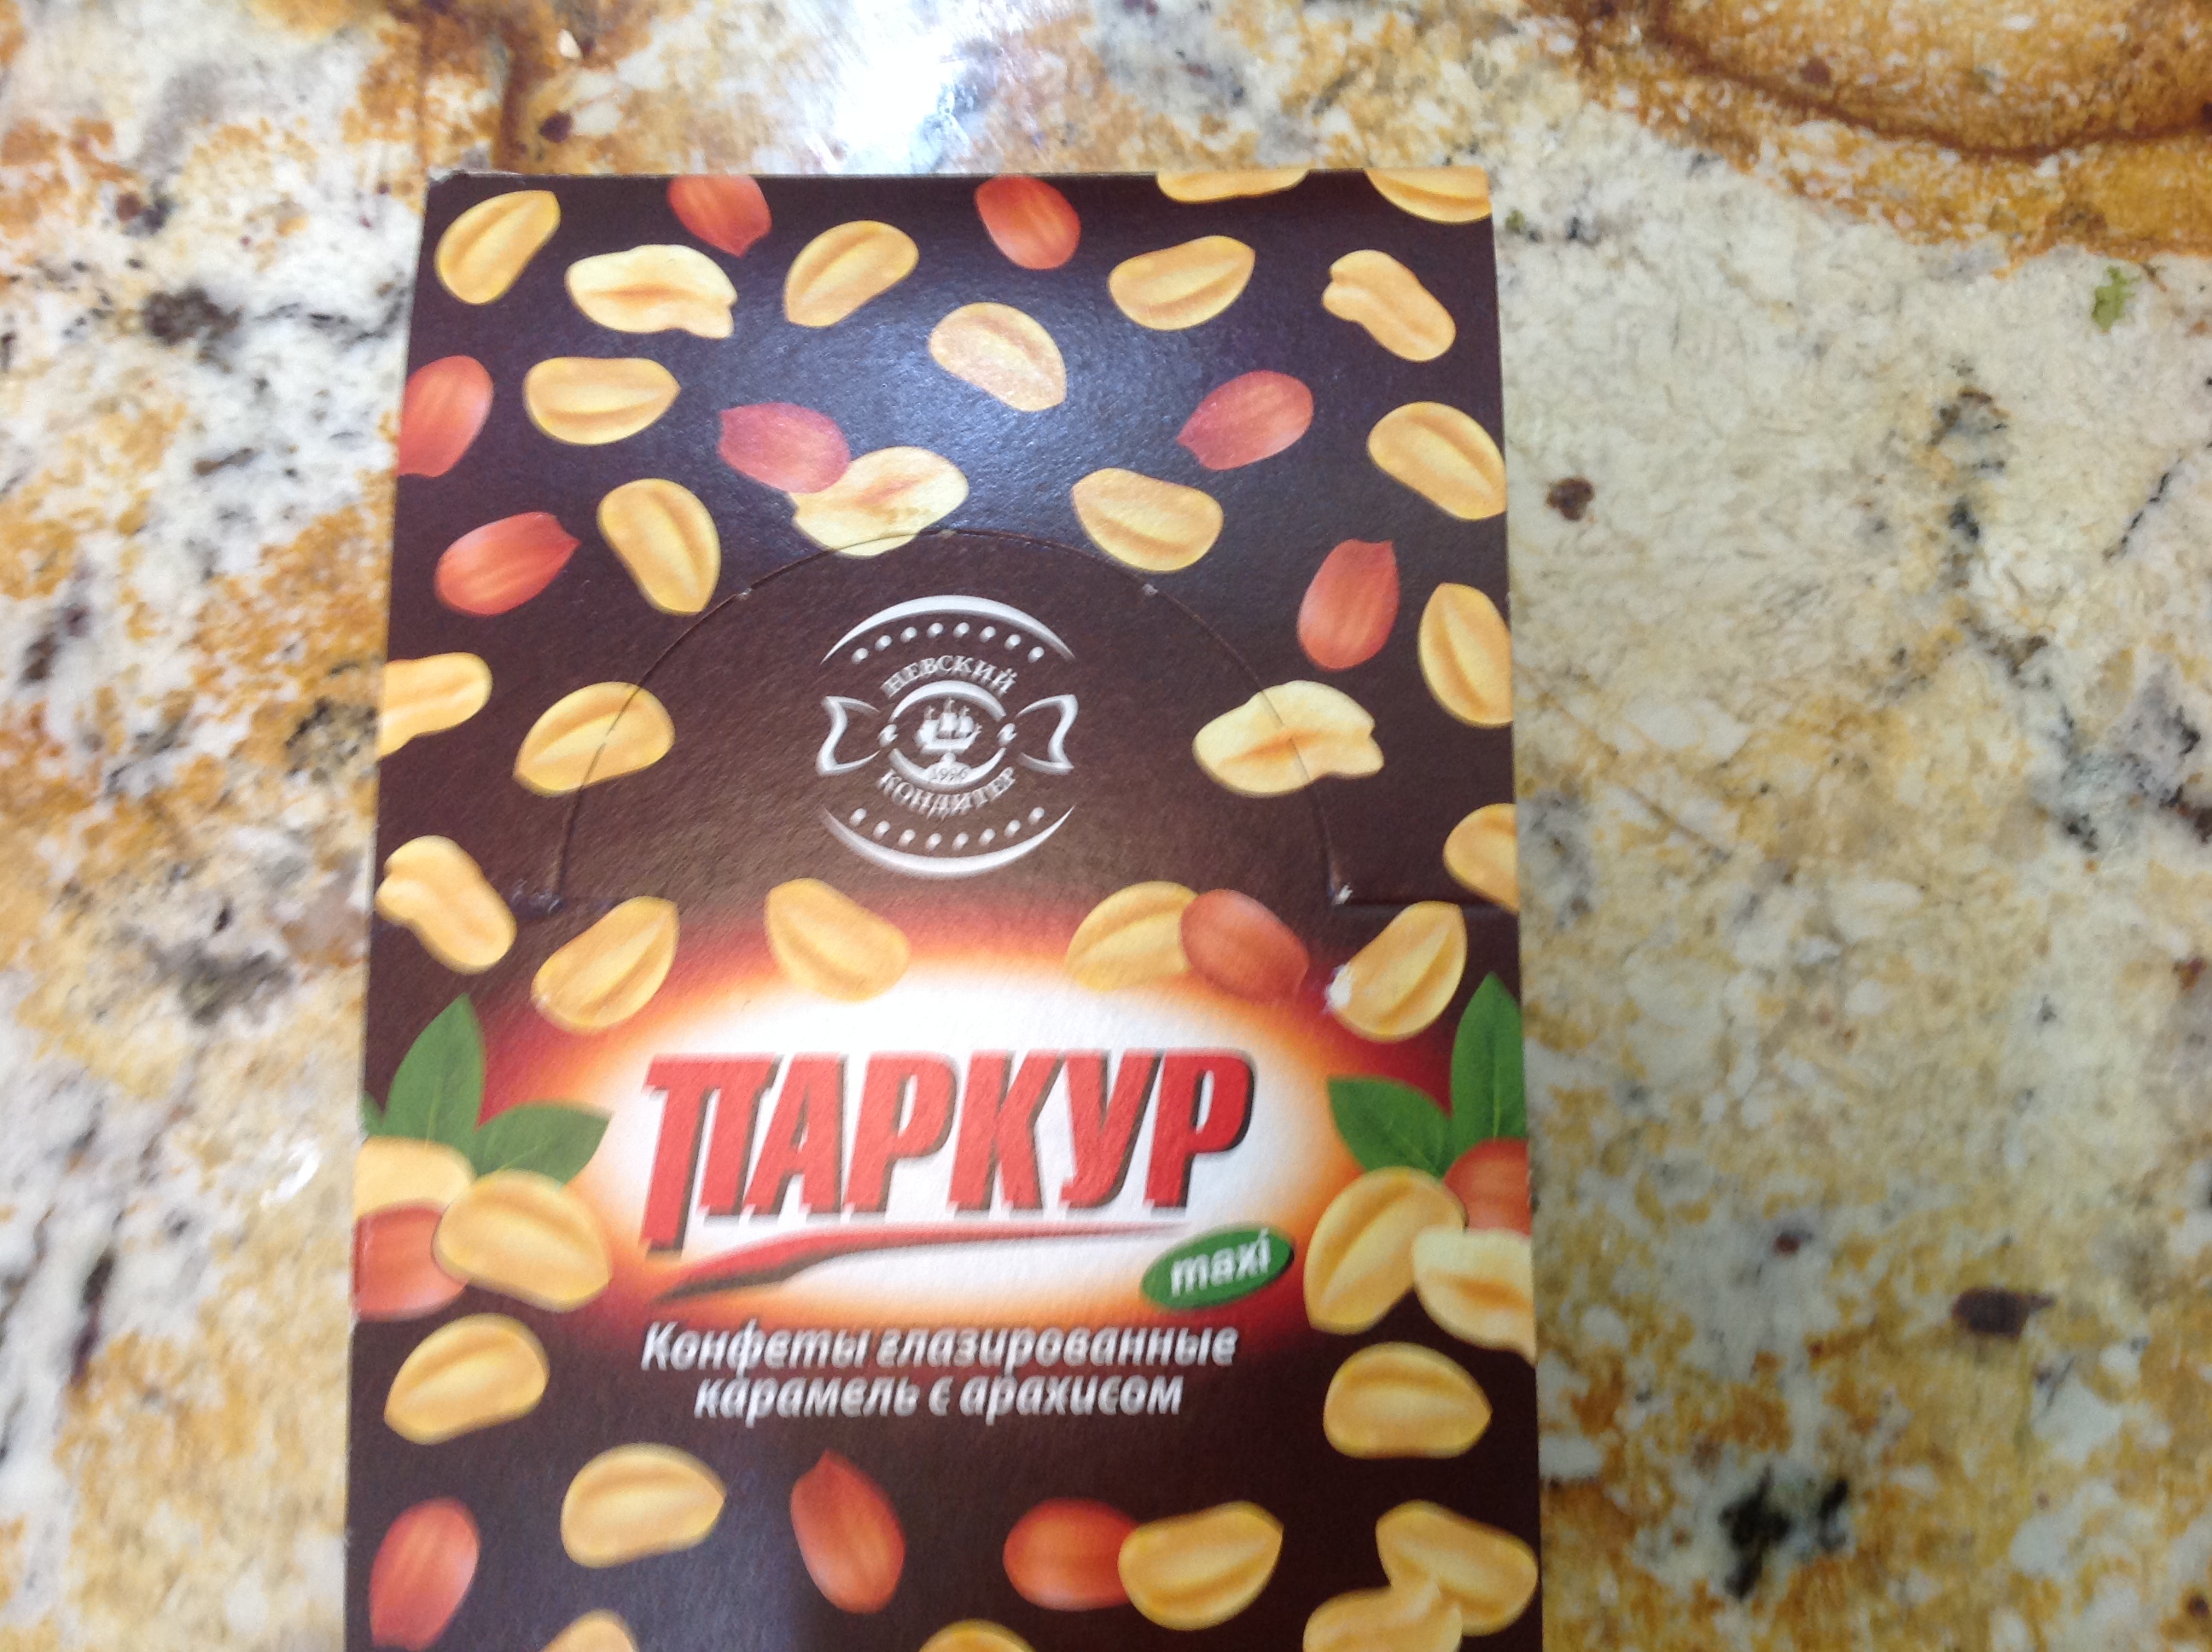 НЕВСКИЙ
1996
КОНДИТЕР
ПАРКУР
maxi
Конфеты глазированные
карамель с арахисом